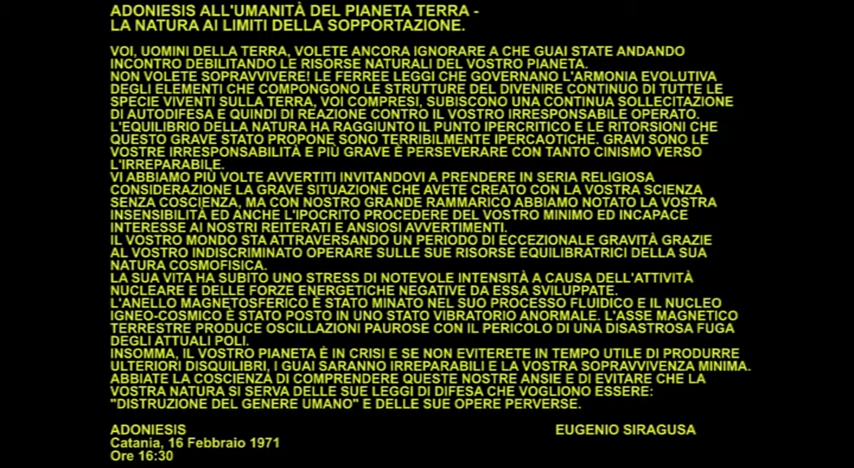 ADONIESIS ALL'UMANITÀ DEL PIANETA TERRA -
LA NATURA AI LIMITI DELLA SOPPORTAZIONE.
VOI, UOMINI DELLA TERRA, VOLETE ANCORA IGNORARE A CHE GUAI STATE ANDANDO
INCONTRO DEBILITANDO LE RISORSE NATURALI DEL VOSTRO PIANETA.
NON VOLETE SOPRAVVIVERE! LE FERREE LEGGI CHE GOVERNANO L'ARMONIA EVOLUTIVA
DEGLI ELEMENTI CHE COMPONGONO LE STRUTTURE DEL DIVENIRE CONTINUO DI TUTTE LE
SPECIE VIVENTI SULLA TERRA, VOI COMPRESI, SUBISCONO UNA CONTINUA SOLLECITAZIONE
DI AUTODIFESA E QUINDI DI REAZIONE CONTRO IL VOSTRO IRRESPONSABILE OPERATO.
L'EQUILIBRIO DELLA NATURA HA RAGGIUNTO IL PUNTO IPERCRITICO E LE RITORSIONI CHE
QUESTO GRAVE STATO PROPONE SONO TERRIBILMENTE IPERCAOTICHE. GRAVI SONO LE
VOSTRE IRRESPONSABILITÀ E PIÙ GRAVE È PERSEVERARE CON TANTO CINISMO VERSO
L'IRREPARABILE.
VI ABBIAMO PIÙ VOLTE AVVERTITI INVITANDOVI A PRENDERE IN SERIA RELIGIOSA
CONSIDERAZIONE LA GRAVE SITUAZIONE CHE AVETE CREATO CON LA VOSTRA SCIENZA
SENZA COSCIENZA, MA CON NOSTRO GRANDE RAMMARICO ABBIAMO NOTATO LA VOSTRA
INSENSIBILITÀ ED ANCHE L'IPOCRITO PROCEDERE DEL VOSTRO MINIMO ED INCAPACE
INTERESSE AI NOSTRI REITERATI E ANSIOSI AVVERTIMENTI.
IL VOSTRO MONDO STA ATTRAVERSANDO UN PERIODO DI ECCEZIONALE GRAVITÀ GRAZIE
AL VOSTRO INDISCRIMINATO OPERARE SULLE SUE RISORSE EQUILIBRATRICI DELLA SUA
NATURA COSMOFISICA.
LA SUA VITA HA SUBITO UNO STRESS DI NOTEVOLE INTENSITÀ A CAUSA DELL'ATTIVITÀ
NUCLEARE E DELLE FORZE ENERGETICHE NEGATIVE DA ESSA SVILUPPATE.
L'ANELLO MAGNETOSFERICO È STATO MINATO NEL SUO PROCESSO FLUIDICO E IL NUCLEO
IGNEO-COSMICO È STATO POSTO IN UNO STATO VIBRATORIO ANORMALE. L'ASSE MAGNETICO
TERRESTRE PRODUCE OSCILLAZIONI PAUROSE CON IL PERICOLO DI UNA DISASTROSA FUGA
DEGLI ATTUALI POLI.
INSOMMA, IL VOSTRO PIANETA È IN CRISI E SE NON EVITERETE IN TEMPO UTILE DI PRODURRE
ULTERIORI DISQUILIBRI, I GUAI SARANNO IRREPARABILI E LA VOSTRA SOPRAVVIVENZA MINIMA.
ABBIATE LA COSCIENZA DI COMPRENDERE QUESTE NOSTRE ANSIE E DI EVITARE CHE LA
VOSTRA NATURA SI SERVA DELLE SUE LEGGI DI DIFESA CHE VOGLIONO ESSERE:
"DISTRUZIONE DEL GENERE UMANO" E DELLE SUE OPERE PERVERSE.
ADONIESIS EUGENIO SIRAGUSA
Catania, 16 Febbraio 1971
Ore 16:30